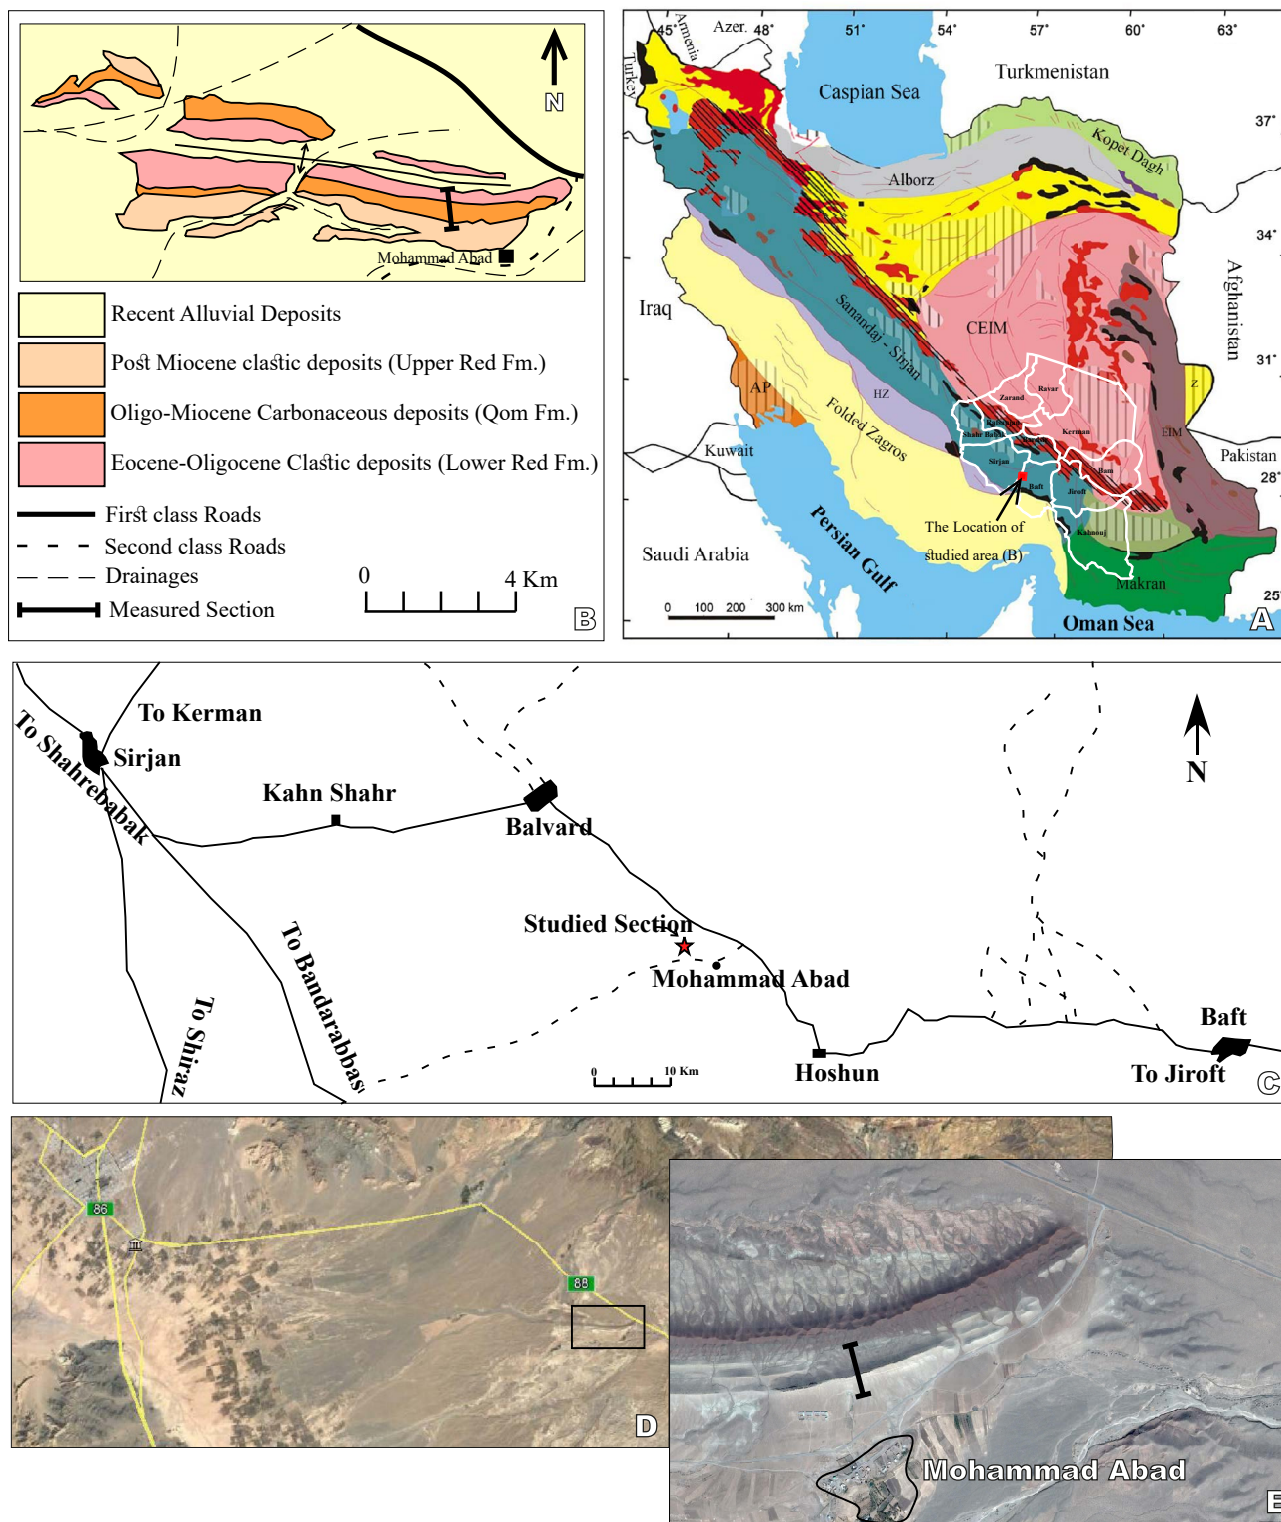 N
Mohammad Abad
Recent Alluvial Deposits
Post Miocene clastic deposits (Upper Red Fm.)
Oligo-Miocene Carbonaceous deposits (Qom Fm.)
Eocene-Oligocene Clastic deposits (Lower Red Fm.)
First class Roads
Second class Roads
Drainages
Measured Section
0 4 Km
B
45° 48° 51° 54° 57° 60° 63°
Armenia
Azer.
Turkey
Caspian Sea
Turkmenistan
37°
Kopet Dagh
Alborz
34°
Afghanistan
Iraq
Sanandaj - Sirjan
CEIM
31°
AP
HZ
Folded Zagros
Zarand
Ravar
Z
Shahr Babak
Kerman
EIM
Kuwait
Sirjan
Bam
Pakistan
Baft
Jiroft
28°
Persian Gulf
The Location of
studied area (B)
Kahnouj
Saudi Arabia
Makran
25°
0 100 200 300 km
Oman Sea
A
To Kerman
To Shahrebabak
Sirjan
N
Kahn Shahr
Balvard
Studied Section
To Bandarabbas
Mohammad Abad
To Shiraz
Baft
Hoshun
To Jiroft
0 10 Km
C
86
88
D
Mohammad Abad
E